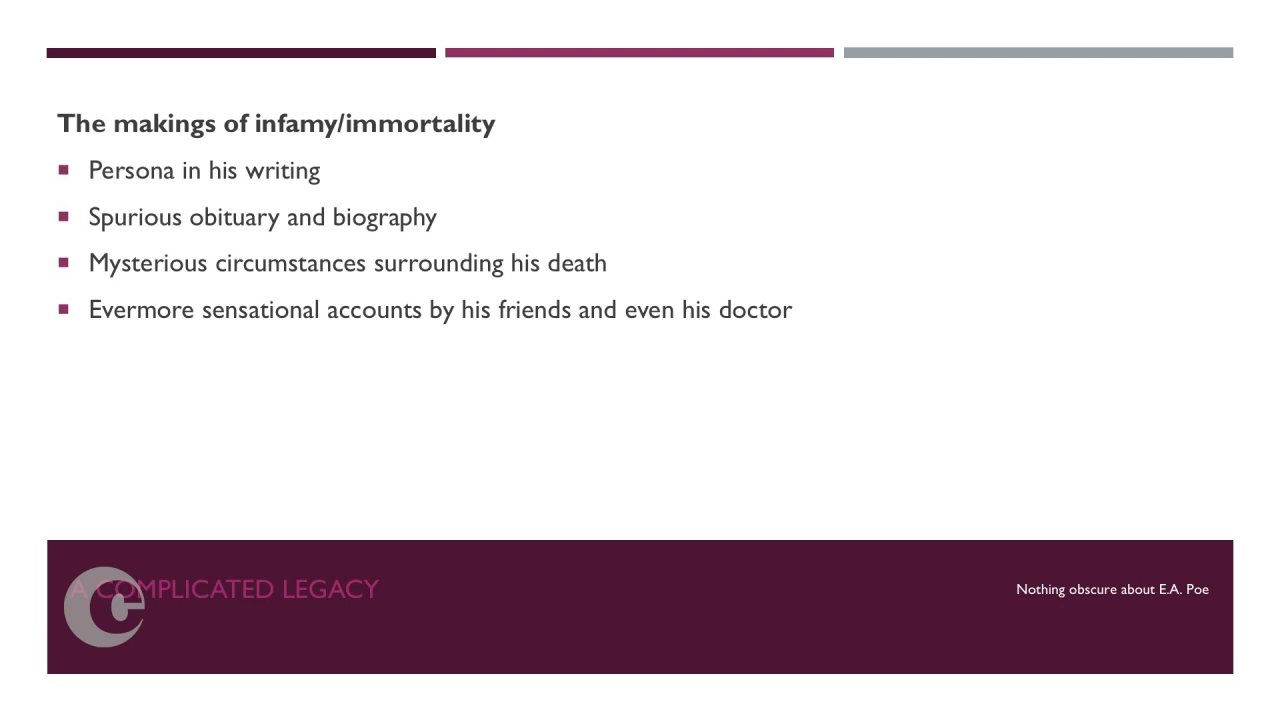 The makings of infamy/immortality
Persona in his writing
Spurious obituary and biography
Mysterious circumstances surrounding his death
Evermore sensational accounts by his friends and even his doctor
A COMPLICATED LEGACY
Nothing obscure about E.A. Poe